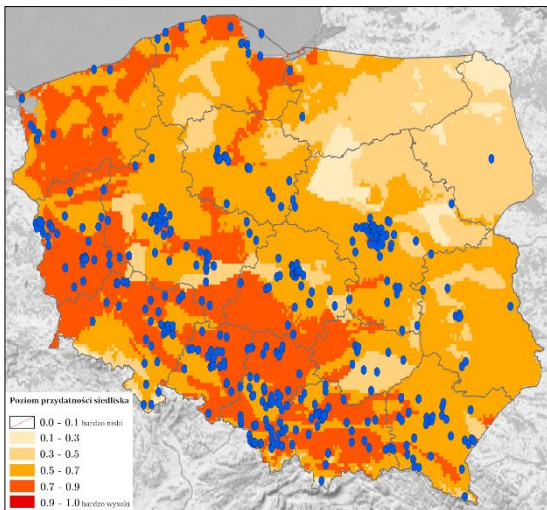 Poziom przydatności siedliska
0.0 - 0.1 bardzo niski
0.1 - 0.3
0.3 - 0.5
0.5 - 0.7
0.7 - 0.9
0.9 - 1.0 bardzo wysoki